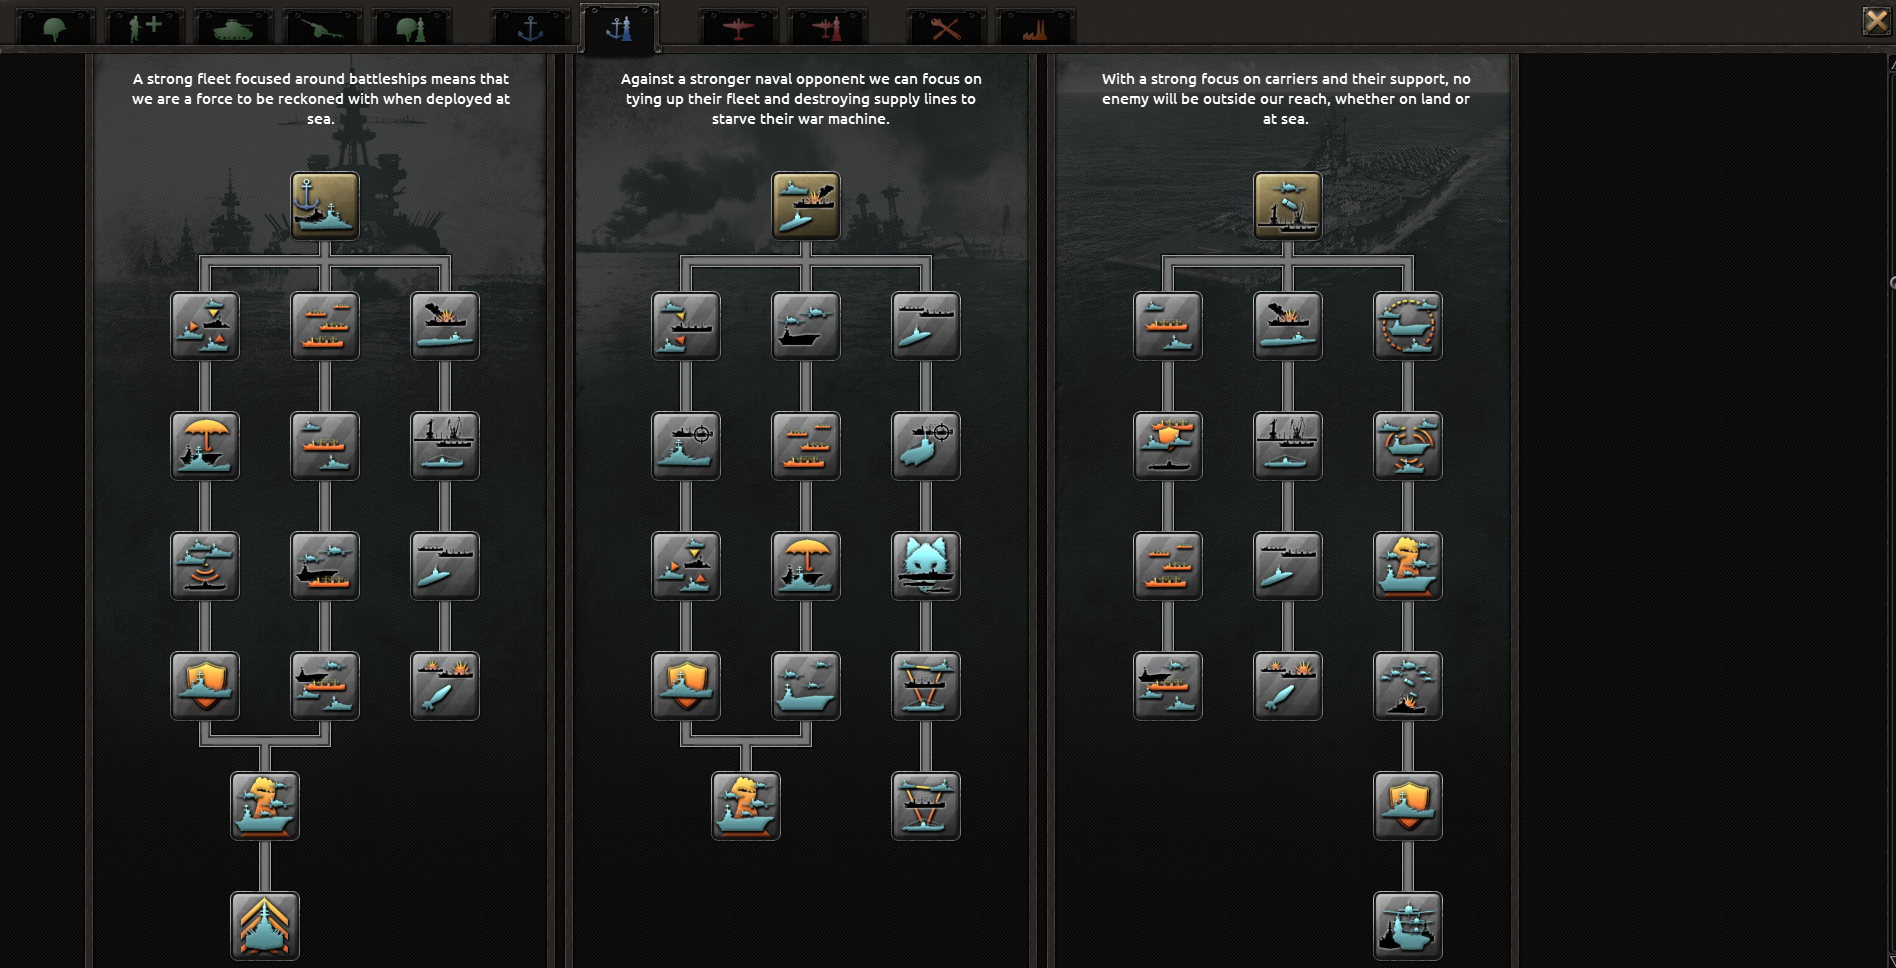 A strong fleet focused around battleships means that
we are a force to be reckoned with when deployed at
sea.
Against a stronger naval opponent we can focus on
tying up their fleet and destroying supply lines to
starve their war machine.
With a strong focus on carriers and their support, no
enemy will be outside our reach, whether on land or
at sea.